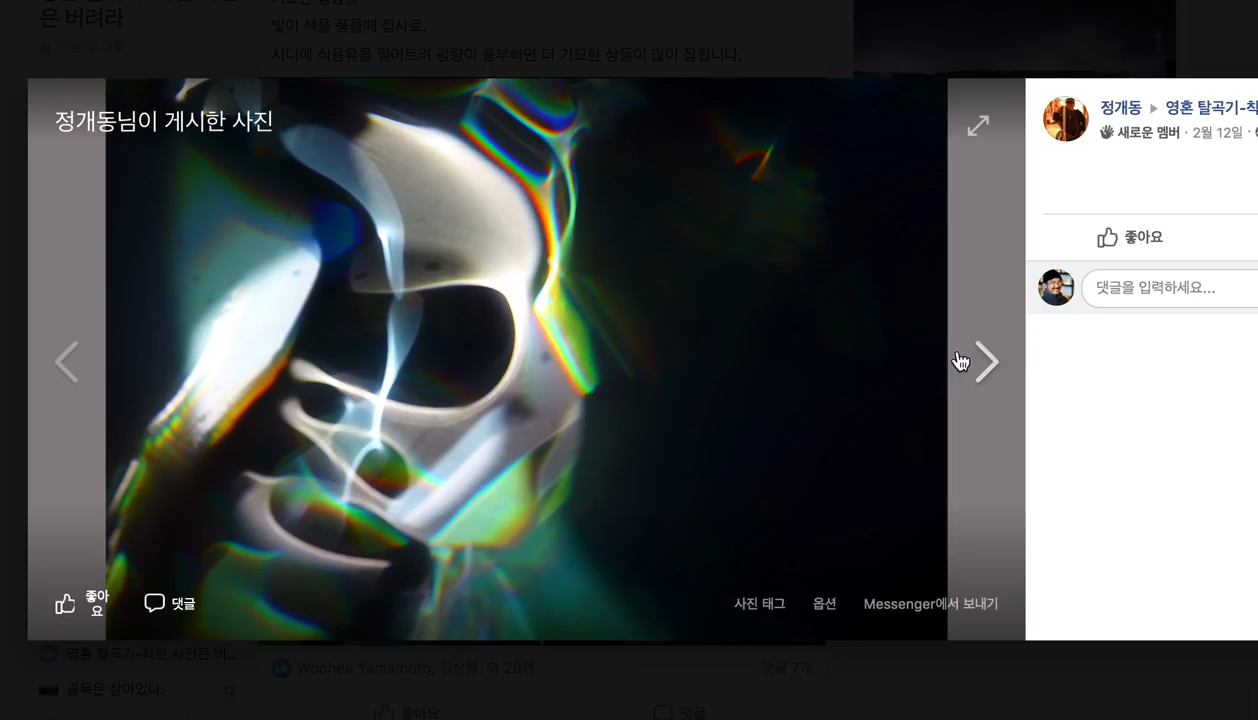 은 버려라
빛이 색을 품을때 접사로.
시디에 식용유를 떨어트려 광량이 풍부하면 더 기묘한 상들이 많이 잡힙니다.
정개동님이 게시한 사진
정개동 ▶ 영혼 탈곡기-착
새로운 멤버 · 2월 12일 ·
좋아요
댓글을 입력하세요...
좋아
요
댓글
사진 태그
옵션
Messenger에서 보내기
영혼 탈곡기-착한 사진은 버...
Woohee Yamamoto, 김심협, 외 28명
댓글 7개
골목은 살아있다.
12
좋아요
댓글